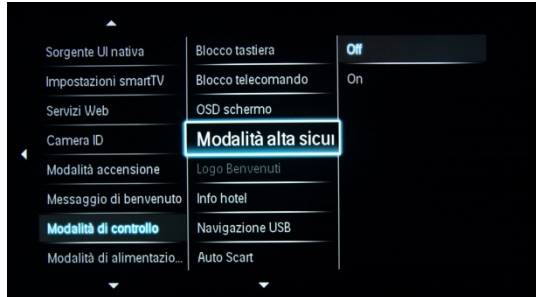 Sorgente UI nativa
Impostazioni smartTV
Servizi Web
Camera ID
Modalità accensione
Messaggio di benvenuto
Modalità di controllo
Modalità di alimentazio...
Blocco tastiera
Blocco telecomando
OSD schermo
Modalità alta sicu
Logo Benvenuti
Info hotel
Navigazione USB
Auto Scart
Off
On